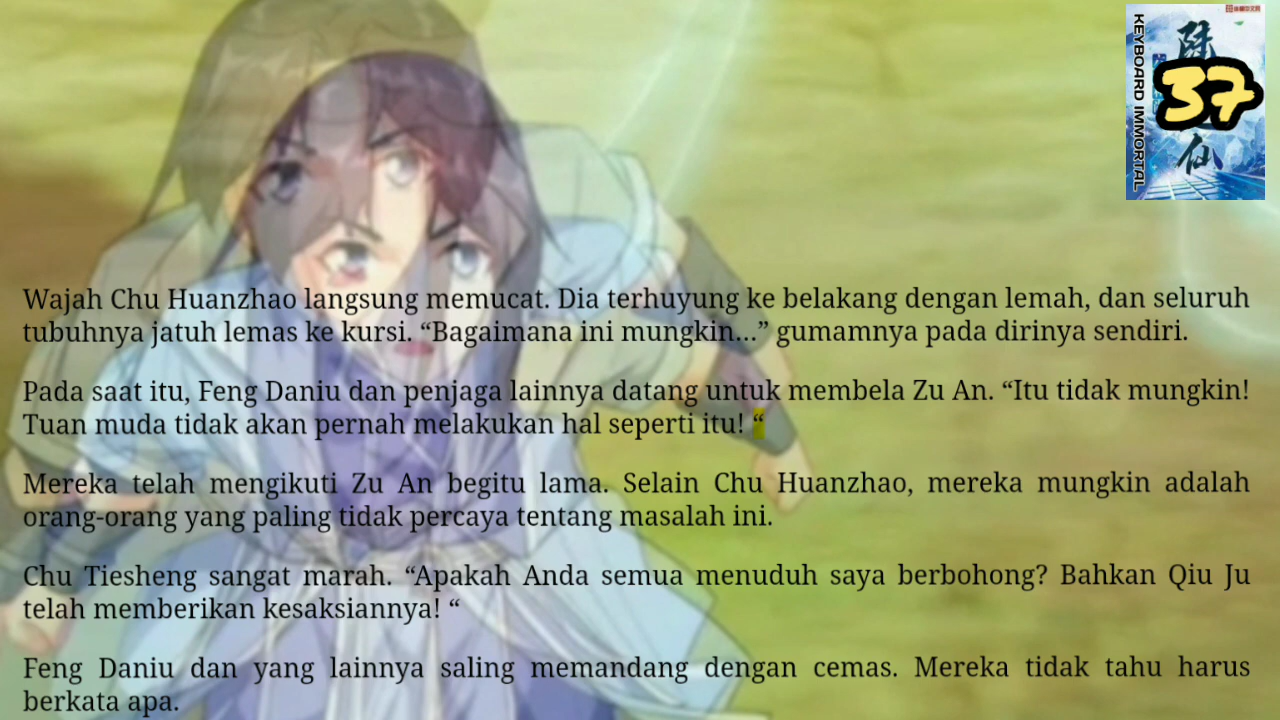 KEYBOARD IMMORTAL
37
仙
Wajah Chu Huanzhao langsung memucat. Dia terhuyung ke belakang dengan lemah, dan seluruh
tubuhnya jatuh lemas ke kursi. “Bagaimana ini mungkin...” gumamnya pada dirinya sendiri.
Pada saat itu, Feng Daniu dan penjaga lainnya datang untuk membela Zu An. “Itu tidak mungkin!
Tuan muda tidak akan pernah melakukan hal seperti itu! “
Mereka telah mengikuti Zu An begitu lama. Selain Chu Huanzhao, mereka mungkin adalah
orang-orang yang paling tidak percaya tentang masalah ini.
Chu Tiesheng sangat marah. “Apakah Anda semua menuduh saya berbohong? Bahkan Qiu Ju
telah memberikan kesaksiannya! “
Feng Daniu dan yang lainnya saling memandang dengan cemas. Mereka tidak tahu harus
berkata apa.